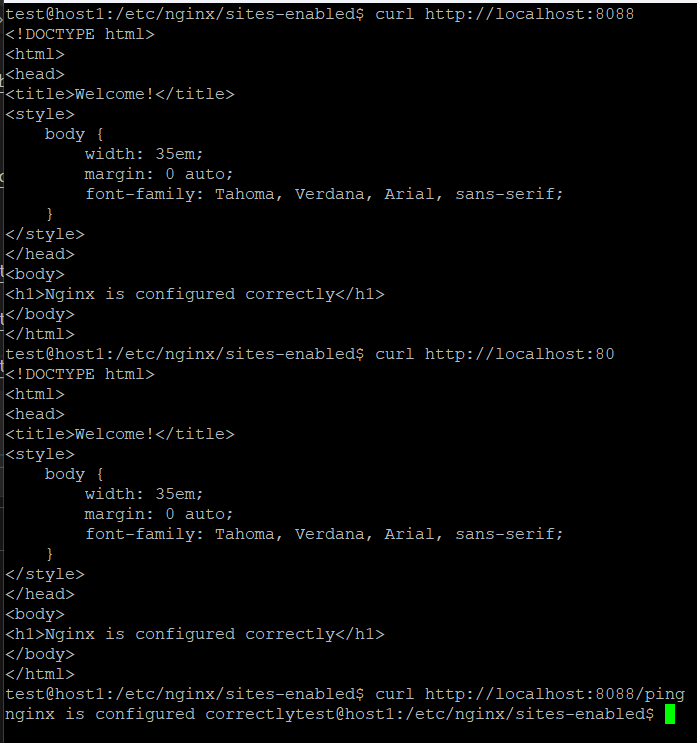 test@host1:/etc/nginx/sites-enabled$ curl http://localhost:8088
<!DOCTYPE html>
<html>
<head>
<title>Welcome!</title>
<style>
    body {
        width: 35em;
        margin: 0 auto;
        font-family: Tahoma, Verdana, Arial, sans-serif;
    }
</style>
</head>
<body>
<h1>Nginx is configured correctly</h1>
</body>
</html>
test@host1:/etc/nginx/sites-enabled$ curl http://localhost:80
<!DOCTYPE html>
<html>
<head>
<title>Welcome!</title>
<style>
    body {
        width: 35em;
        margin: 0 auto;
        font-family: Tahoma, Verdana, Arial, sans-serif;
    }
</style>
</head>
<body>
<h1>Nginx is configured correctly</h1>
</body>
</html>
test@host1:/etc/nginx/sites-enabled$ curl http://localhost:8088/ping
nginx is configured correctlytest@host1:/etc/nginx/sites-enabled$